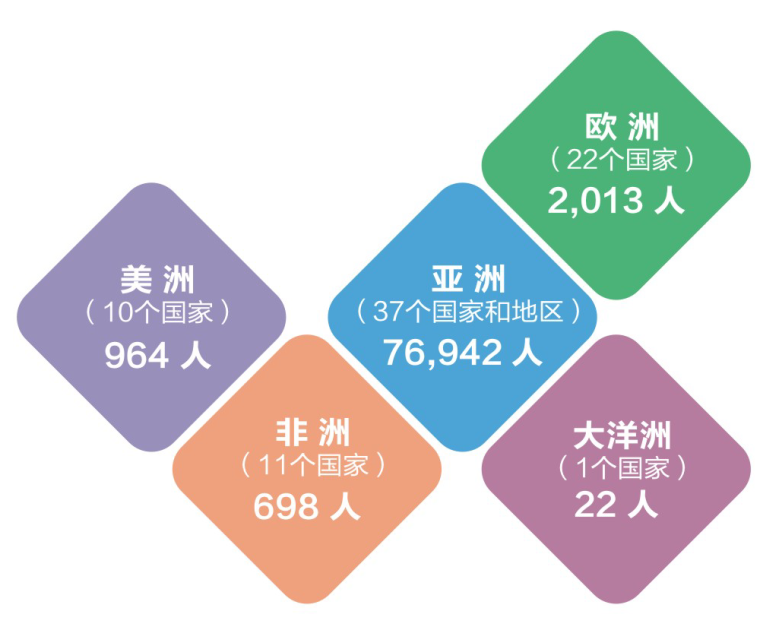 欧洲
（22个国家）
2,013 人
美洲
（10个国家）
964 人
亚洲
（37个国家和地区）
76,942 人
非洲
（11个国家）
698 人
大洋洲
（1个国家）
22 人